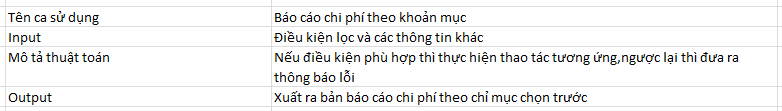 Tên ca sử dụng Báo cáo chi phí theo khoản mục
Input Điều kiện lọc và các thông tin khác
Mô tả thuật toán Nếu điều kiện phù hợp thì thực hiện thao tác tương ứng,ngược lại thì đưa ra
thông báo lỗi
Output Xuất ra bản báo cáo chi phí theo chỉ mục chọn trước